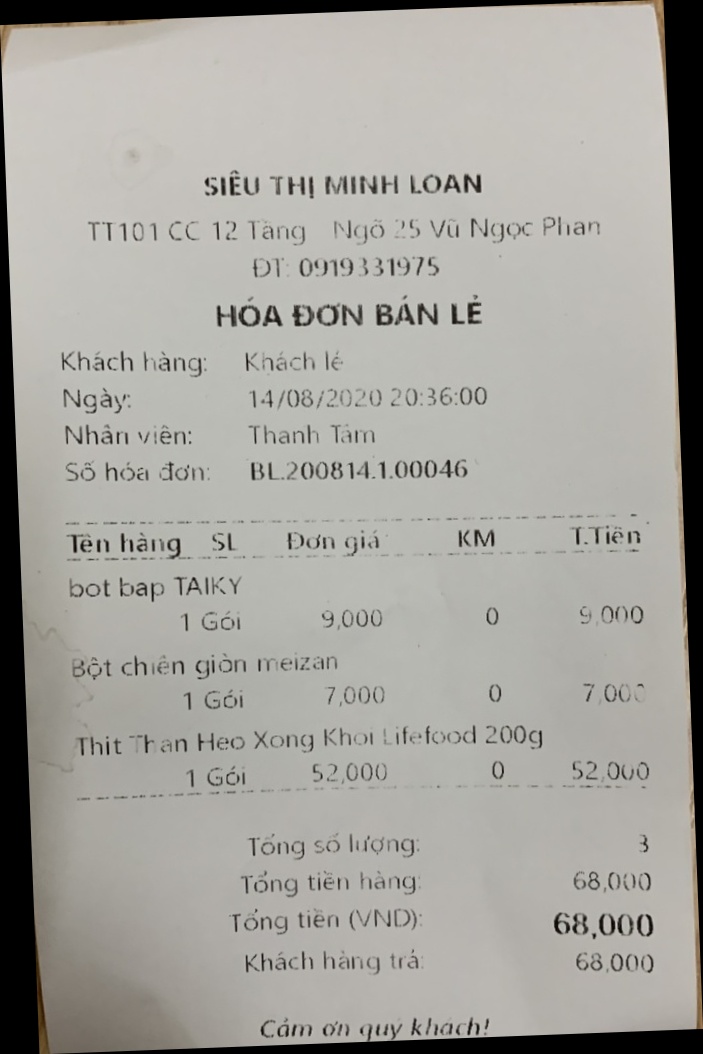 SIÊU THỊ MINH LOAN
TT101 CC 12 Tầng Ngõ 25 Vũ Ngọc Phan
ĐT: 0919331975
HÓA ĐƠN BÁN LẺ
Khách hàng: Khách lẻ
Ngày: 14/08/2020 20:36:00
Nhân viên: Thanh Tâm
Số hóa đơn: BL.200814.1.00046
Tên hàng SL Đơn giá KM T.Tiền
bot bap TAIKY
1 Gói 9,000 0 9,000
Bột chiên giòn meizan
1 Gói 7,000 0 7,000
Thit Than Heo Xong Khoi Lifefood 200g
1 Gói 52,000 0 52,000
Tổng số lượng: 3
Tổng tiền hàng: 68,000
Tổng tiền (VND): 68,000
Khách hàng trả: 68,000
Cảm ơn quý khách!